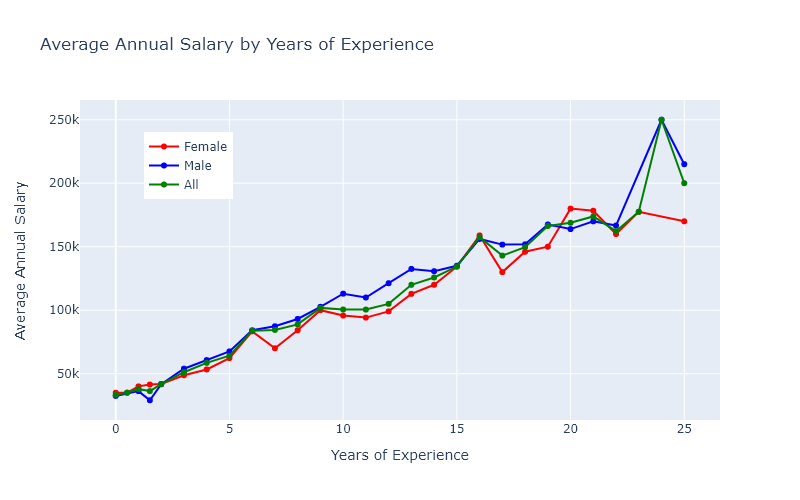 Average Annual Salary by Years of Experience
Average Annual Salary
250k
200k
150k
100k
50k
Female
Male
All
0
5
10
15
20
25
Years of Experience